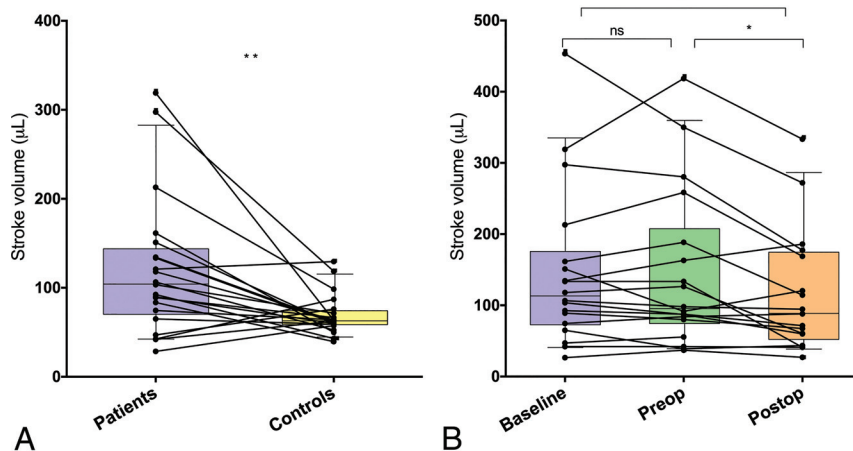 Stroke volume (µL)
400
300
200
100
0
**
Patients
Controls
A
Stroke volume (µL)
500
400
300
200
100
0
ns
*
Baseline
Preop
Postop
B